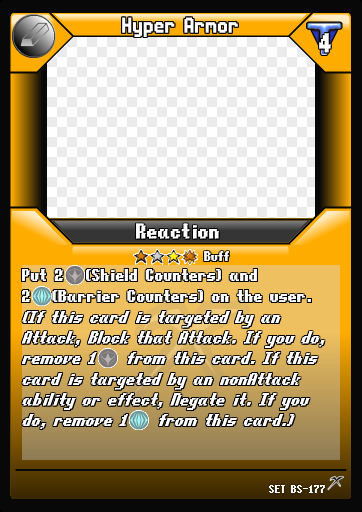 Hyper Armor
4
Reaction
Buff
Put 2 (Shield Counters) and
2 (Barrier Counters) on the user.
(If this card is targeted by an
Attack, Block that Attack. If you do,
remove 1 from this card. If this
card is targeted by an nonAttack
ability or effect, Negate it. If you
do, remove 1 from this card.)
SET BS-177